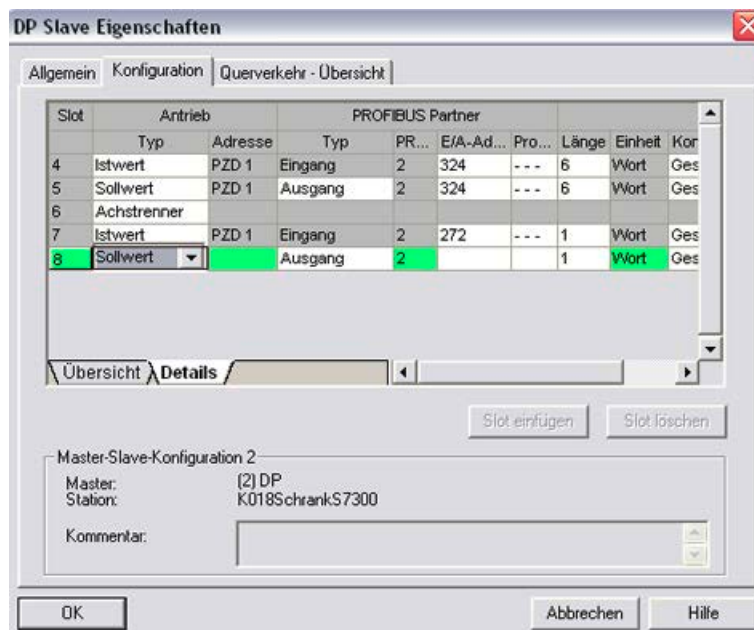 DP Slave Eigenschaften
Allgemein Konfiguration Querverkehr - Übersicht
Slot Antrieb PROFIBUS Partner
Typ Adresse Typ PR... E/A-Ad... Pro... Länge Einheit Kor
4 Istwert PZD 1 Eingang 2 324 - - - 6 Wort Ges
5 Sollwert PZD 1 Ausgang 2 324 - - - 6 Wort Ges
6 Achstrenner
7 Istwert PZD 1 Eingang 2 272 - - - 1 Wort Ges
8 Sollwert Ausgang 2 1 Wort Ges
Übersicht Details
Slot einfügen Slot löschen
Master-Slave-Konfiguration 2
Master: (2) DP
Station: K018SchrankS7300
Kommentar:
OK Abbrechen Hilfe